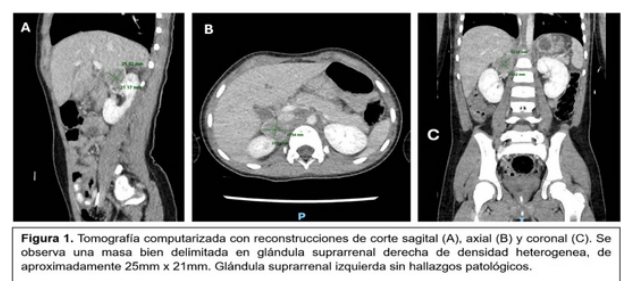 A
B
C
P
Figura 1. Tomografía computarizada con reconstrucciones de corte sagital (A), axial (B) y coronal (C). Se
observa una masa bien delimitada en glándula suprarrenal derecha de densidad heterogenea, de
aproximadamente 25mm x 21mm. Glándula suprarrenal izquierda sin hallazgos patológicos.